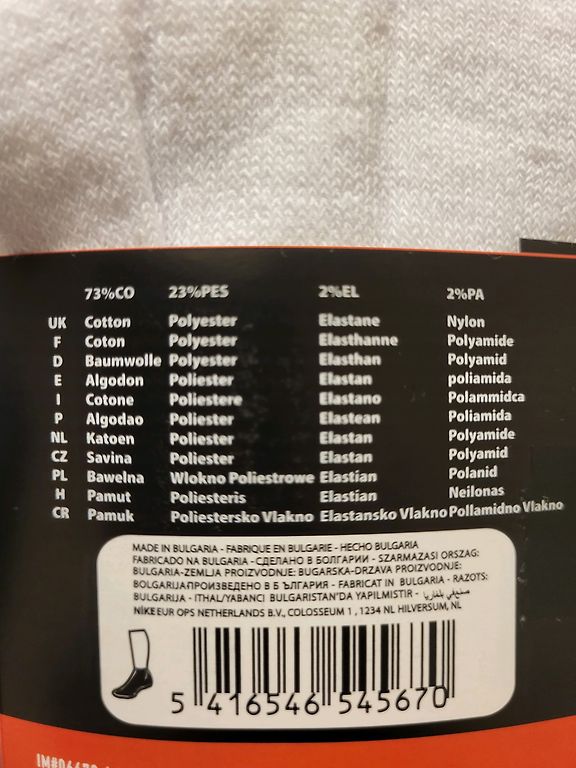 73%CO 23%PES 2%EL 2%PA
UK Cotton Polyester Elastane Nylon
F Coton Polyester Elasthanne Polyamide
D Baumwolle Polyester Elasthan Polyamid
E Algodon Poliester Elastan poliamida
I Cotone Poliestere Elastano Polammidca
P Algodao Poliester Elastean Poliamida
NL Katoen Poliester Elastan Polyamide
CZ Savina Poliester Elastan Polyamid
PL Bawelna Wlokno Poliestrowe Elastian Polanid
H Pamut Poliesteris Elastian Neilonas
CR Pamuk Poliestersko Vlakno Elastansko Vlakno Pollamidno Vlakno
MADE IN BULGARIA - FABRIQUE EN BULGARIE - HECHO BULGARIA
FABRICADO NA BULGARIA - СДЕЛАНО В БОЛГАРИИ - SZARMAZASI ORSZAG:
BULGARIA-ZEMLJA PROIZVODNJE: BUGARSKA-DRZAVA PROIZVODNJE:
BOLGARIJA-ПРОИЗВЕДЕНО В БЪЛГАРИЯ - FABRICAT IN BULGARIA - RAZOTS:
BULGARIJA - ITHAL/YABANCI BULGARISTAN'DA YAPILMISTIR - صنع في بلغاريا
NIKE EUR OPS NETHERLANDS B.V., COLOSSEUM 1, 1234 NL HILVERSUM, NL
5 416546 545670